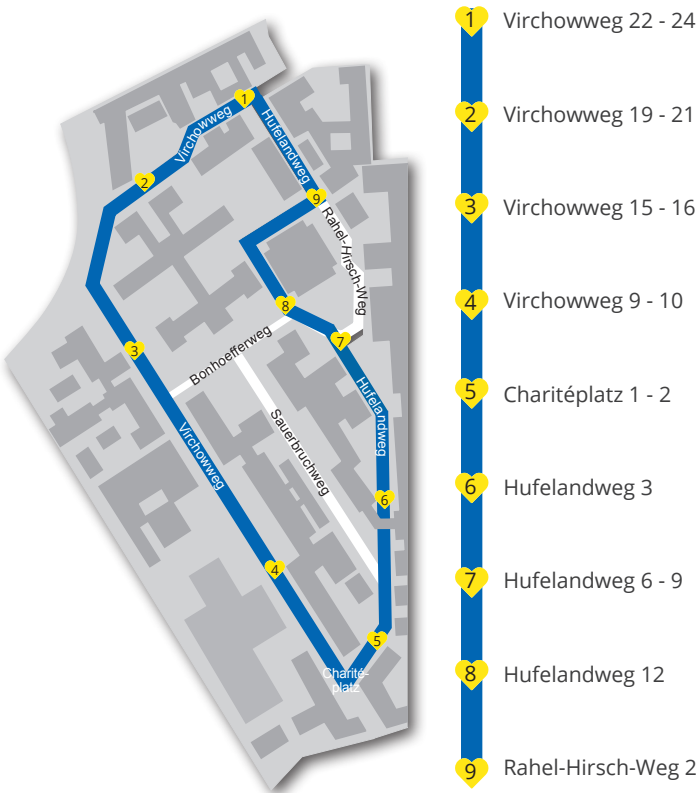 1
Virchowweg
Hufelandweg
2
9
Rahel-Hirsch-Weg
8
7
3
Bonhoefferweg
Hufelandweg
Sauerbruchweg
Virchowweg
6
4
5
Charité-
platz
1 Virchowweg 22 - 24
2 Virchowweg 19 - 21
3 Virchowweg 15 - 16
4 Virchowweg 9 - 10
5 Charitéplatz 1 - 2
6 Hufelandweg 3
7 Hufelandweg 6 - 9
8 Hufelandweg 12
9 Rahel-Hirsch-Weg 2